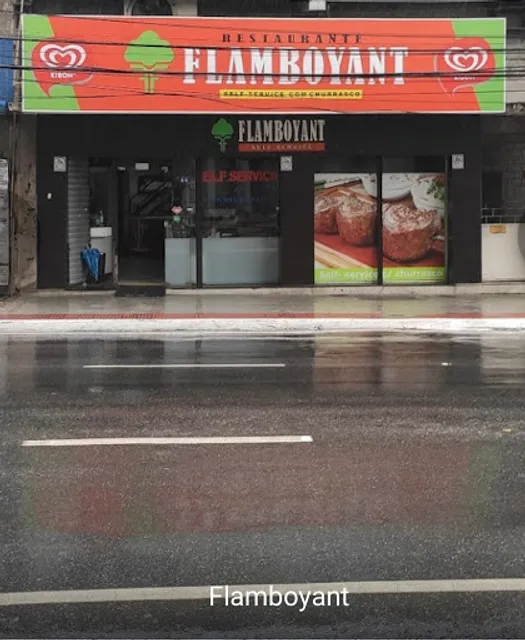 RESTAURANTE
KIBON
FLAMBOYANT
KIBON
SELF-SERVICE COM CHURRASCO
FLAMBOYANT
SELF SERVICE
ELF SERVICE
Self-service c/ churrasco
Flamboyant